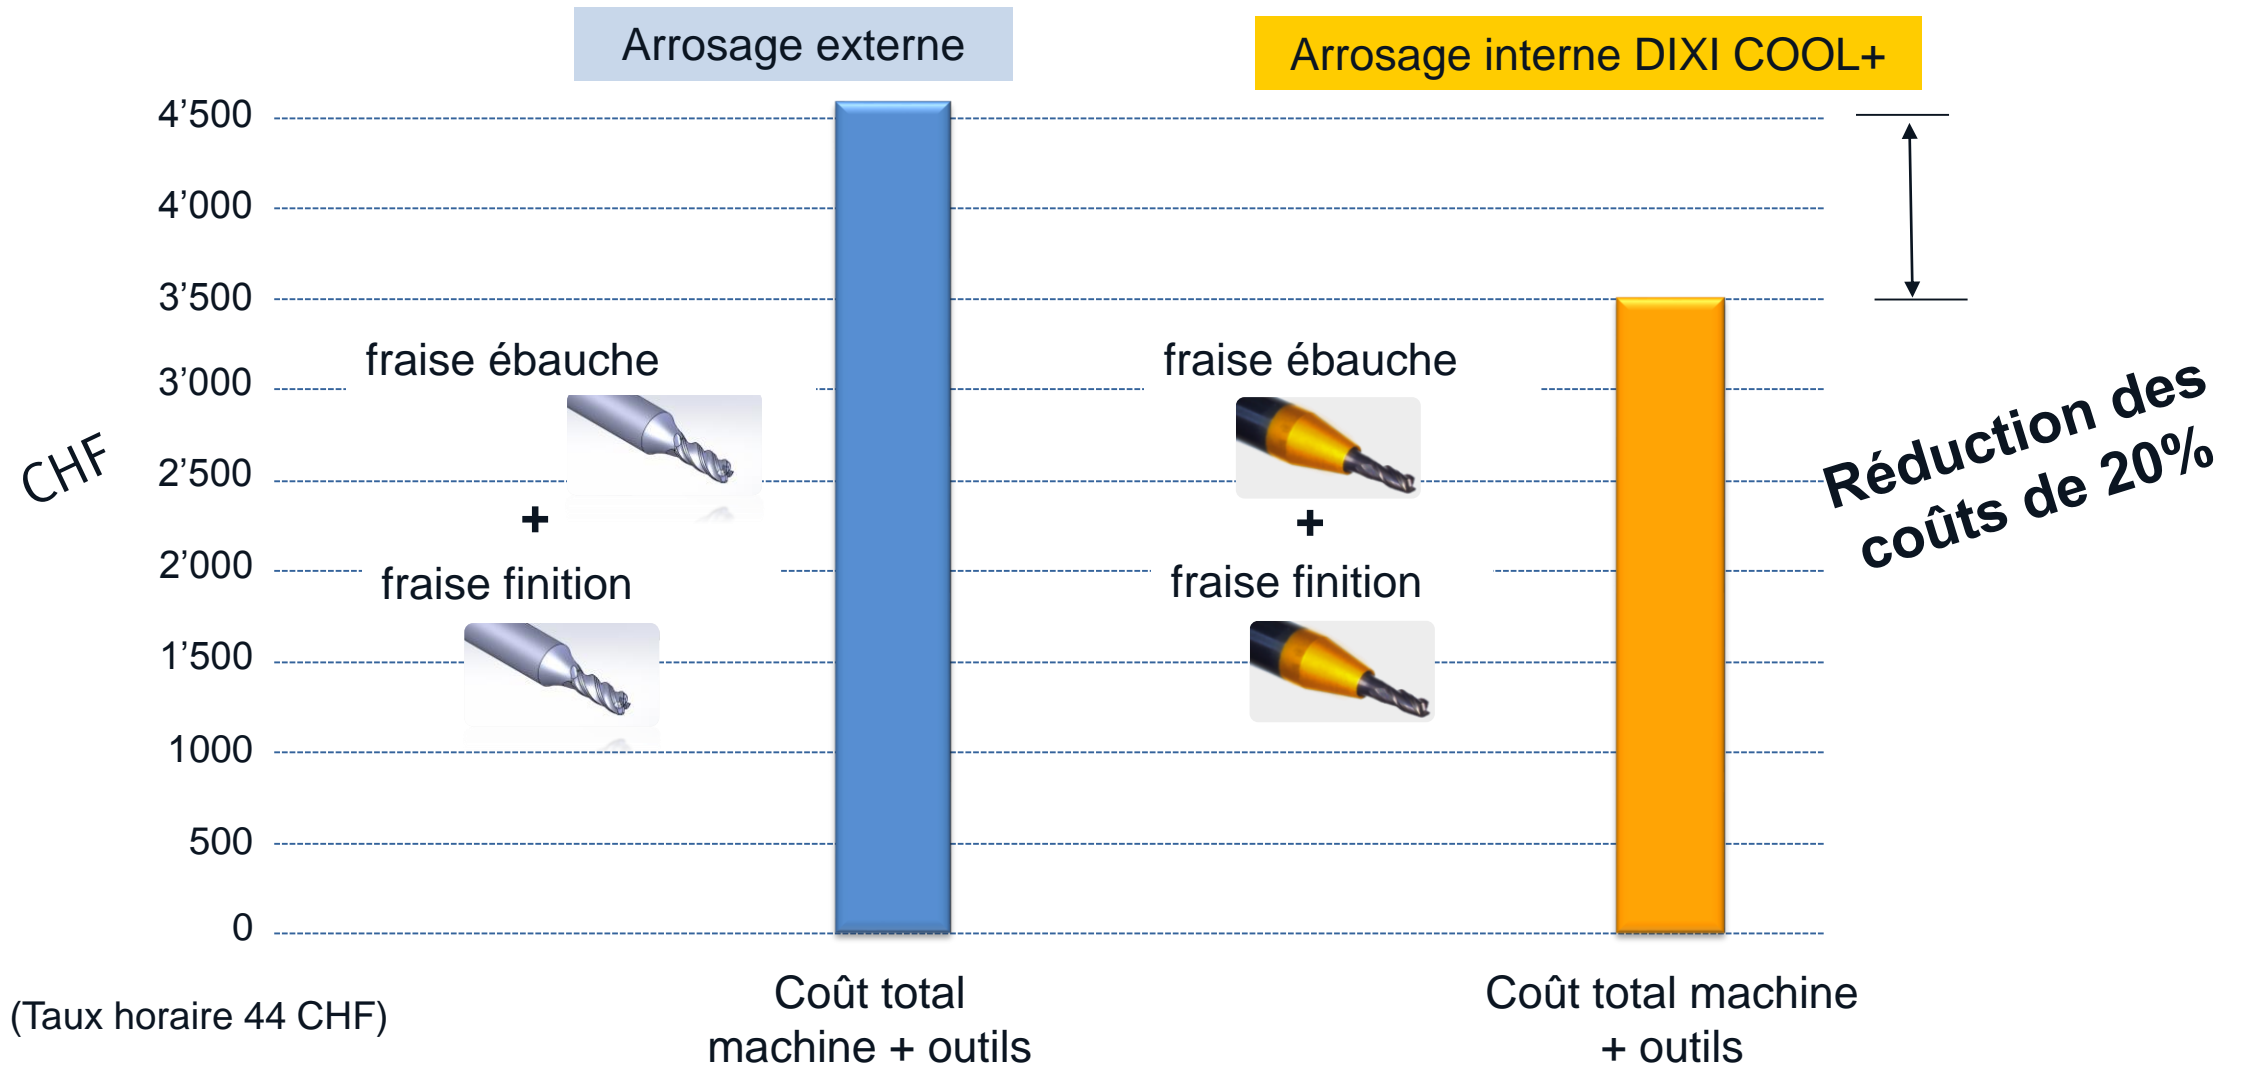 Arrosage externe
Arrosage interne DIXI COOL+
4’500
4’000
3’500
3’000
2’500
2’000
1’500
1000
500
0
CHF
fraise ébauche
+
fraise finition
fraise ébauche
+
fraise finition
Réduction des
coûts de 20%
Coût total
machine + outils
Coût total machine
+ outils
(Taux horaire 44 CHF)